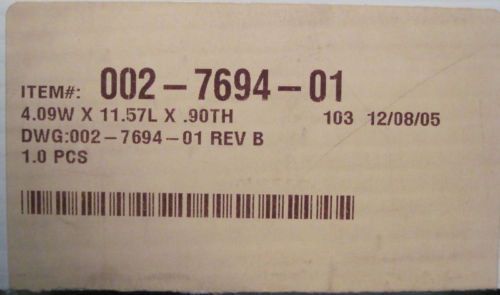 ITEM#: 002-7694-01
4.09W X 11.57L X .90TH 103 12/08/05
DWG:002-7694-01 REV B
1.0 PCS